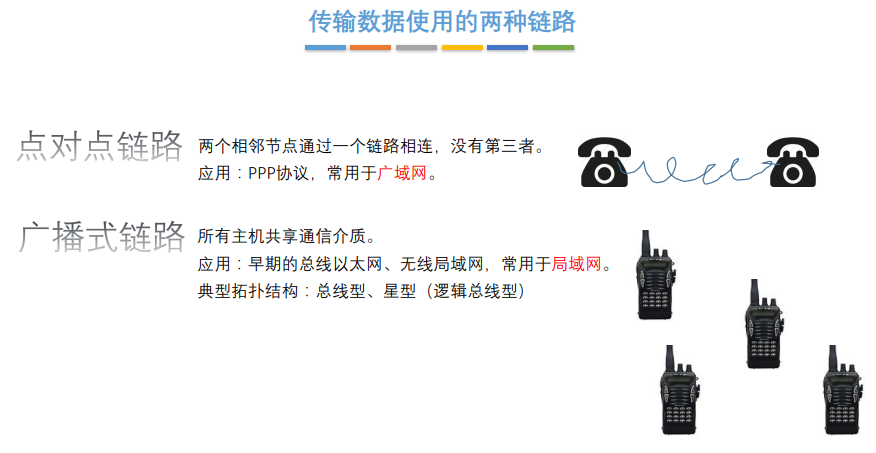 传输数据使用的两种链路
点对点链路
两个相邻节点通过一个链路相连，没有第三者。
应用：PPP协议，常用于广域网。
广播式链路
所有主机共享通信介质。
应用：早期的总线以太网、无线局域网，常用于局域网。
典型拓扑结构：总线型、星型（逻辑总线型）